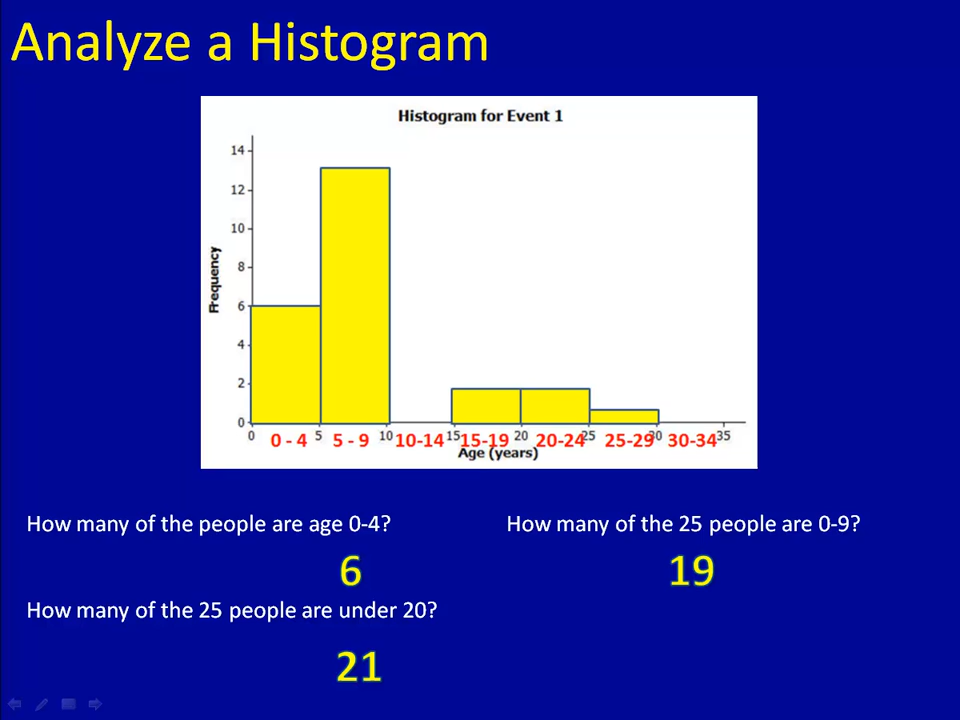 Analyze a Histogram
Histogram for Event 1
14
12
10
8
6
4
2
0
Frequency
0 5 10 15 20 25 30 35
0 - 4 5 - 9 10-14 15-19 20-24 25-29 30-34
Age (years)
How many of the people are age 0-4?
6
How many of the 25 people are 0-9?
19
How many of the 25 people are under 20?
21